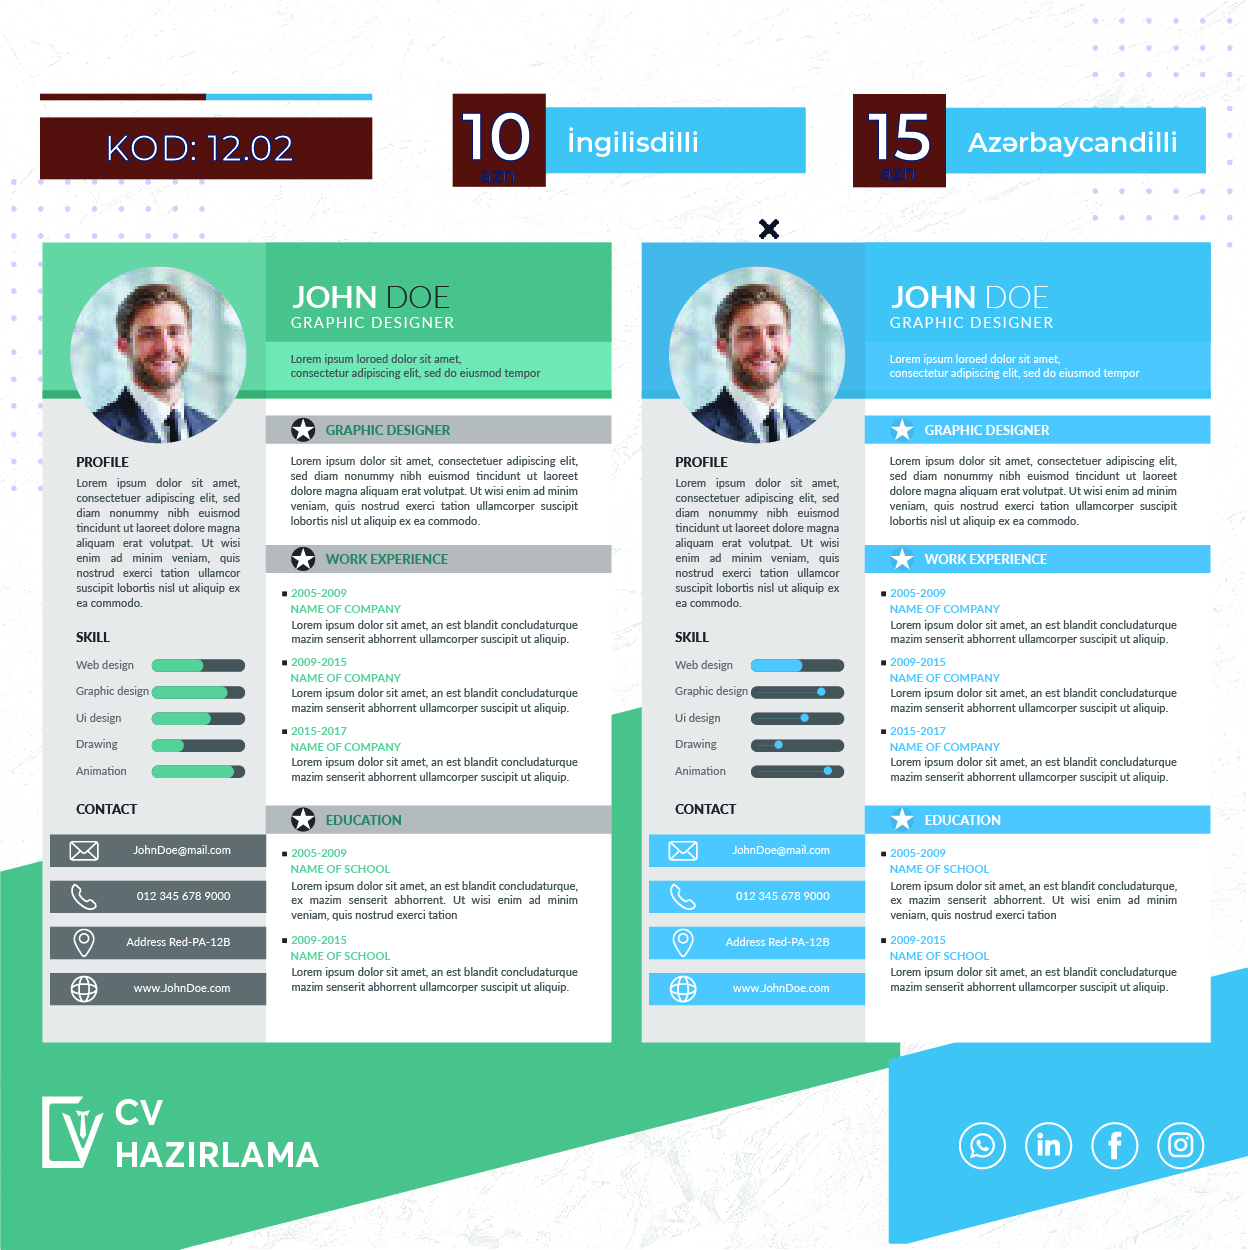 KOD: 12.02
10
azn
İngilisdilli
15
azn
Azərbaycandilli
JOHN DOE
GRAPHIC DESIGNER
Lorem ipsum loroed dolor sit amet,
consectetur adipiscing elit, sed do eiusmod tempor
PROFILE
Lorem ipsum dolor sit amet,
consectetuer adipiscing elit, sed
diam nonummy nibh euismod
tincidunt ut laoreet dolore magna
aliquam erat volutpat. Ut wisi
enim ad minim veniam, quis
nostrud exerci tation ullamcor
suscipit lobortis nisl ut aliquip ex
ea commodo.
SKILL
Web design
Graphic design
Ui design
Drawing
Animation
CONTACT
JohnDoe@mail.com
012 345 678 9000
Address Red-PA-12B
www.JohnDoe.com
GRAPHIC DESIGNER
Lorem ipsum dolor sit amet, consectetuer adipiscing elit,
sed diam nonummy nibh euismod tincidunt ut laoreet
dolore magna aliquam erat volutpat. Ut wisi enim ad minim
veniam, quis nostrud exerci tation ullamcorper suscipit
lobortis nisl ut aliquip ex ea commodo.
WORK EXPERIENCE
2005-2009
NAME OF COMPANY
Lorem ipsum dolor sit amet, an est blandit concludaturque
mazim senserit abhorrent ullamcorper suscipit ut aliquip.
2009-2015
NAME OF COMPANY
Lorem ipsum dolor sit amet, an est blandit concludaturque
mazim senserit abhorrent ullamcorper suscipit ut aliquip.
2015-2017
NAME OF COMPANY
Lorem ipsum dolor sit amet, an est blandit concludaturque
mazim senserit abhorrent ullamcorper suscipit ut aliquip.
EDUCATION
2005-2009
NAME OF SCHOOL
Lorem ipsum dolor sit amet, an est blandit concludaturque,
ex mazim senserit abhorrent. Ut wisi enim ad minim
veniam, quis nostrud exerci tation
2009-2015
NAME OF SCHOOL
Lorem ipsum dolor sit amet, an est blandit concludaturque
mazim senserit abhorrent ullamcorper suscipit ut aliquip.
JOHN DOE
GRAPHIC DESIGNER
Lorem ipsum loroed dolor sit amet,
consectetur adipiscing elit, sed do eiusmod tempor
PROFILE
Lorem ipsum dolor sit amet,
consectetuer adipiscing elit, sed
diam nonummy nibh euismod
tincidunt ut laoreet dolore magna
aliquam erat volutpat. Ut wisi
enim ad minim veniam, quis
nostrud exerci tation ullamcor
suscipit lobortis nisl ut aliquip ex
ea commodo.
SKILL
Web design
Graphic design
Ui design
Drawing
Animation
CONTACT
JohnDoe@mail.com
012 345 678 9000
Address Red-PA-12B
www.JohnDoe.com
GRAPHIC DESIGNER
Lorem ipsum dolor sit amet, consectetuer adipiscing elit,
sed diam nonummy nibh euismod tincidunt ut laoreet
dolore magna aliquam erat volutpat. Ut wisi enim ad minim
veniam, quis nostrud exerci tation ullamcorper suscipit
lobortis nisl ut aliquip ex ea commodo.
WORK EXPERIENCE
2005-2009
NAME OF COMPANY
Lorem ipsum dolor sit amet, an est blandit concludaturque
mazim senserit abhorrent ullamcorper suscipit ut aliquip.
2009-2015
NAME OF COMPANY
Lorem ipsum dolor sit amet, an est blandit concludaturque
mazim senserit abhorrent ullamcorper suscipit ut aliquip.
2015-2017
NAME OF COMPANY
Lorem ipsum dolor sit amet, an est blandit concludaturque
mazim senserit abhorrent ullamcorper suscipit ut aliquip.
EDUCATION
2005-2009
NAME OF SCHOOL
Lorem ipsum dolor sit amet, an est blandit concludaturque,
ex mazim senserit abhorrent. Ut wisi enim ad minim
veniam, quis nostrud exerci tation
2009-2015
NAME OF SCHOOL
Lorem ipsum dolor sit amet, an est blandit concludaturque
mazim senserit abhorrent ullamcorper suscipit ut aliquip.
CV
HAZIRLAMA